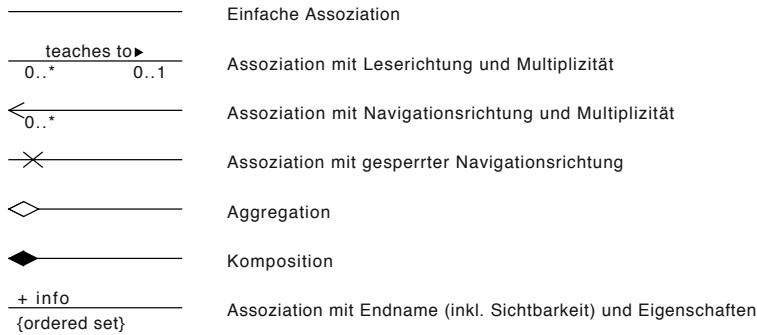 Einfache Assoziation
teaches to▸
0..* 0..1
Assoziation mit Leserichtung und Multiplizität
0..*
Assoziation mit Navigationsrichtung und Multiplizität
Assoziation mit gesperrter Navigationsrichtung
Aggregation
Komposition
+ info
{ordered set}
Assoziation mit Endname (inkl. Sichtbarkeit) und Eigenschaften